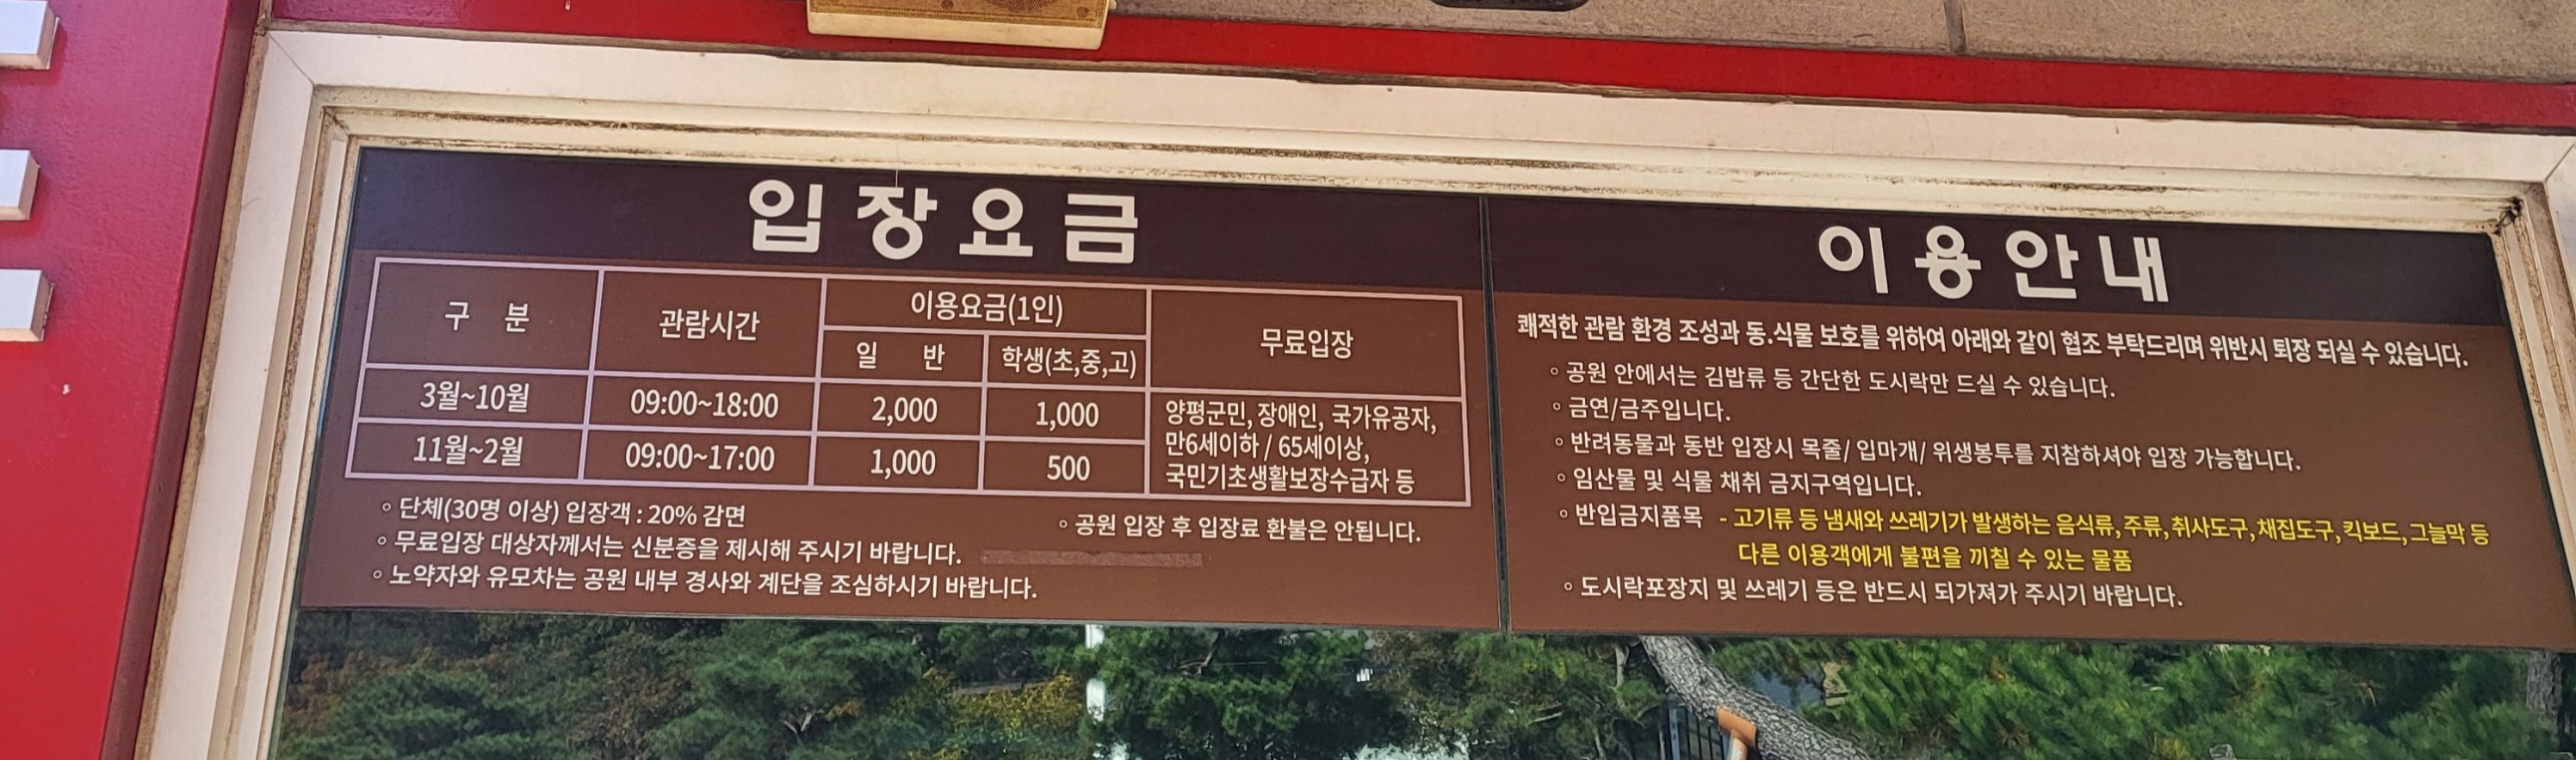 입장요금
구 분 관람시간 이용요금(1인) 무료입장
일 반 학생(초,중,고)
3월~10월 09:00~18:00 2,000 1,000
11월~2월 09:00~17:00 1,000 500
양평군민, 장애인, 국가유공자,
만6세이하 / 65세이상,
국민기초생활보장수급자 등
◦ 단체(30명 이상) 입장객 : 20% 감면
◦ 공원 입장 후 입장료 환불은 안됩니다.
◦ 무료입장 대상자께서는 신분증을 제시해 주시기 바랍니다.
◦ 노약자와 유모차는 공원 내부 경사와 계단을 조심하시기 바랍니다.
이용안내
쾌적한 관람 환경 조성과 동.식물 보호를 위하여 아래와 같이 협조 부탁드리며 위반시 퇴장 되실 수 있습니다.
◦ 공원 안에서는 김밥류 등 간단한 도시락만 드실 수 있습니다.
◦ 금연/금주입니다.
◦ 반려동물과 동반 입장시 목줄/ 입마개/ 위생봉투를 지참하셔야 입장 가능합니다.
◦ 임산물 및 식물 채취 금지구역입니다.
◦ 반입금지품목 - 고기류 등 냄새와 쓰레기가 발생하는 음식류, 주류, 취사도구, 채집도구, 킥보드, 그늘막 등
다른 이용객에게 불편을 끼칠 수 있는 물품
◦ 도시락포장지 및 쓰레기 등은 반드시 되가져가 주시기 바랍니다.